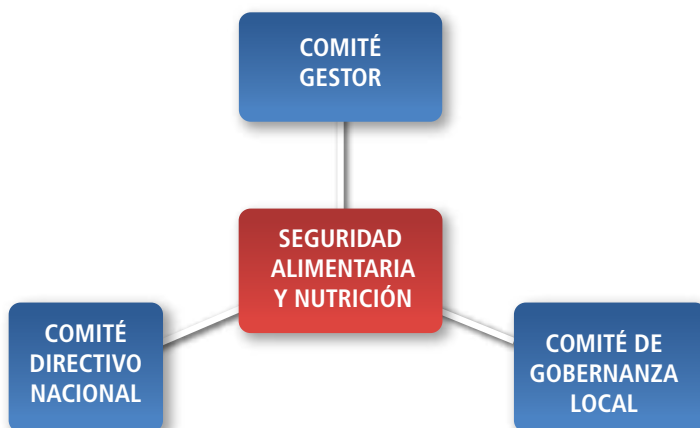 COMITÉ
GESTOR
SEGURIDAD
ALIMENTARIA
Y NUTRICIÓN
COMITÉ
DIRECTIVO
NACIONAL
COMITÉ DE
GOBERNANZA
LOCAL